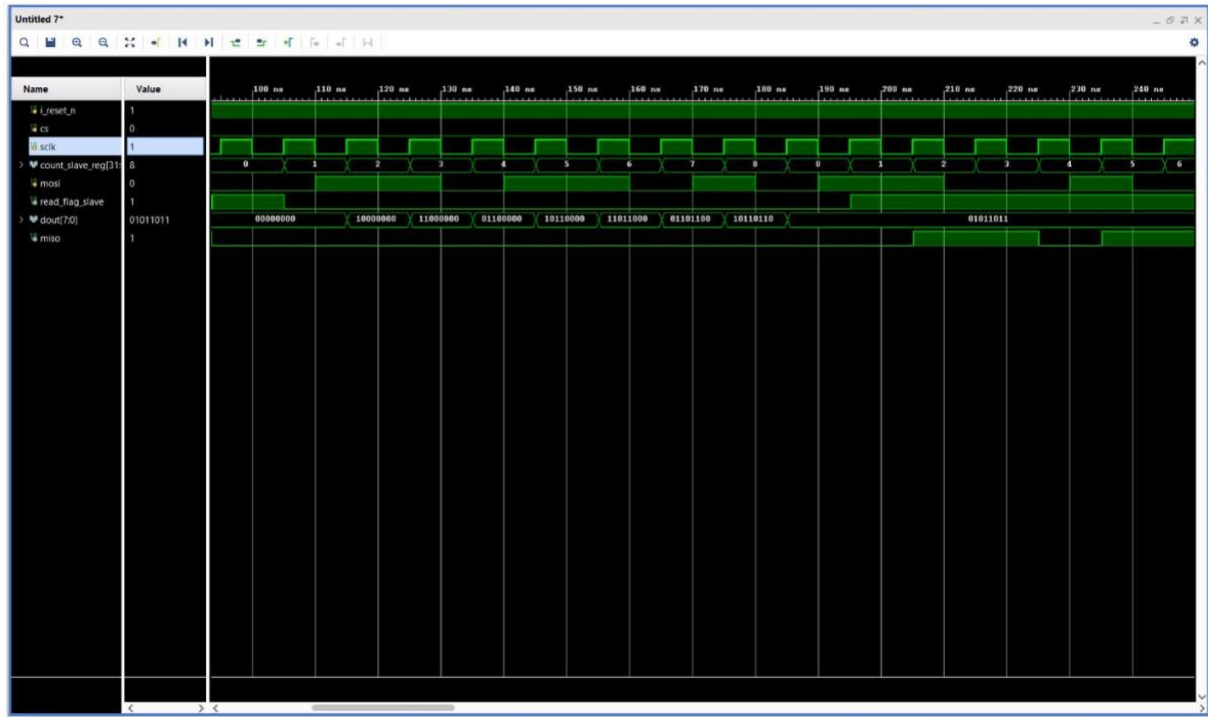 Untitled 7*
Name Value
100 ns 110 ns 120 ns 130 ns 140 ns 150 ns 160 ns 170 ns 180 ns 190 ns 200 ns 210 ns 220 ns 230 ns 240 ns
i_reset_n 1
cs 0
sclk 1
count_slave_reg[31: 8 0 1 2 3 4 5 6 7 8 0 1 2 3 4 5 6
mosi 0
read_flag_slave 1
dout[7:0] 01011011 00000000 10000000 11000000 01100000 10110000 11011000 01101100 10110110 01011011
miso 1